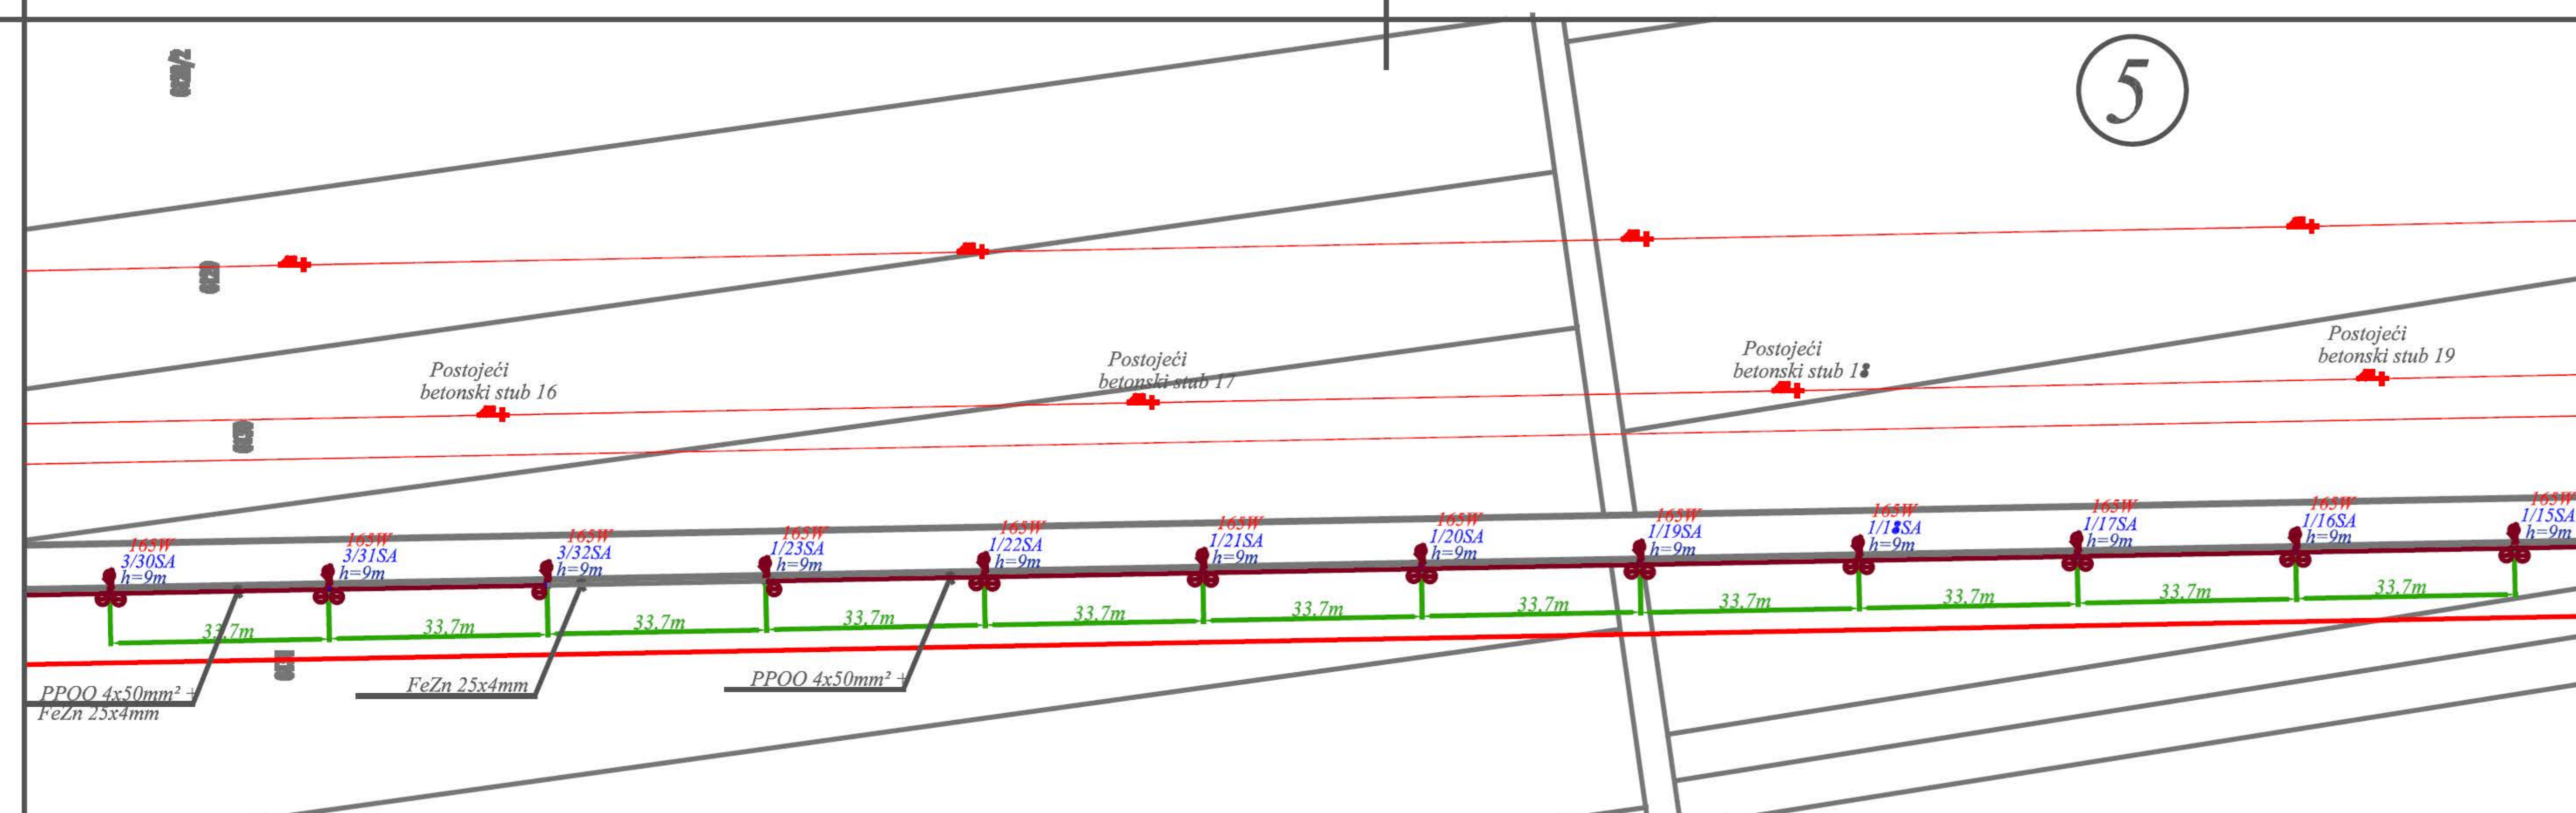 5
Postojeći
betonski stub 16
Postojeći
betonski stub 17
Postojeći
betonski stub 18
Postojeći
betonski stub 19
165W
3/30SA
h=9m
165W
3/31SA
h=9m
165W
3/32SA
h=9m
165W
1/23SA
h=9m
165W
1/22SA
h=9m
165W
1/21SA
h=9m
165W
1/20SA
h=9m
165W
1/19SA
h=9m
165W
1/18SA
h=9m
165W
1/17SA
h=9m
165W
1/16SA
h=9m
165W
1/15SA
h=9m
33,7m
33,7m
33,7m
33,7m
33,7m
33,7m
33,7m
33,7m
33,7m
33,7m
33,7m
PPOO 4x50mm² +
FeZn 25x4mm
FeZn 25x4mm
PPOO 4x50mm² +